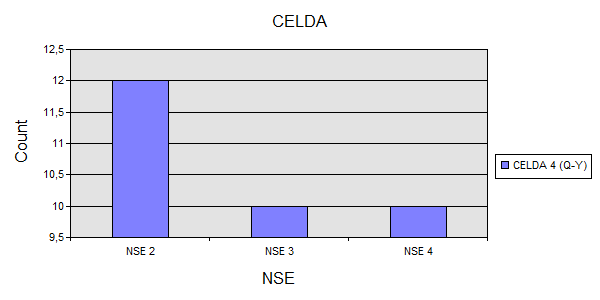 CELDA
12,5
12
11,5
11
10,5
10
9,5
Count
NSE 2 NSE 3 NSE 4
NSE
CELDA 4 (Q-Y)